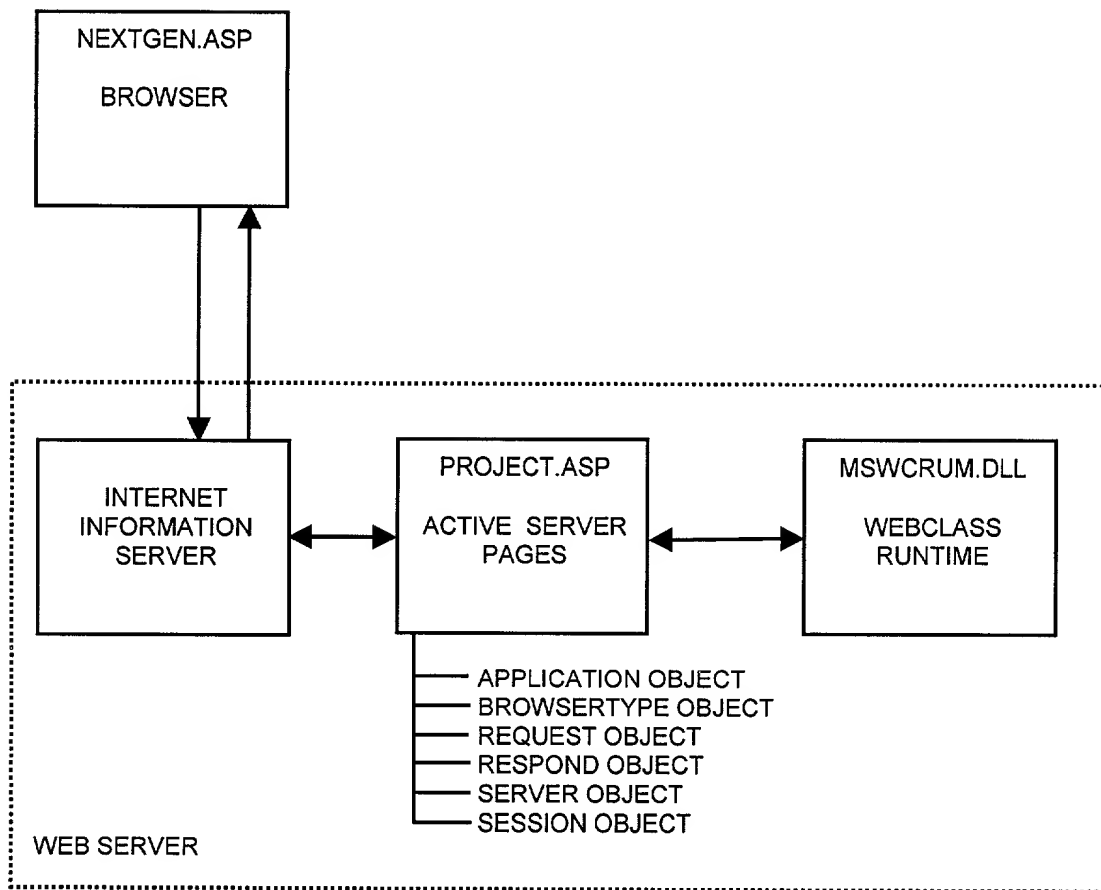 NEXTGEN.ASP
BROWSER
INTERNET
INFORMATION
SERVER
PROJECT.ASP
ACTIVE SERVER
PAGES
MSWCRUM.DLL
WEBCLASS
RUNTIME
APPLICATION OBJECT
BROWSERTYPE OBJECT
REQUEST OBJECT
RESPOND OBJECT
SERVER OBJECT
SESSION OBJECT
WEB SERVER